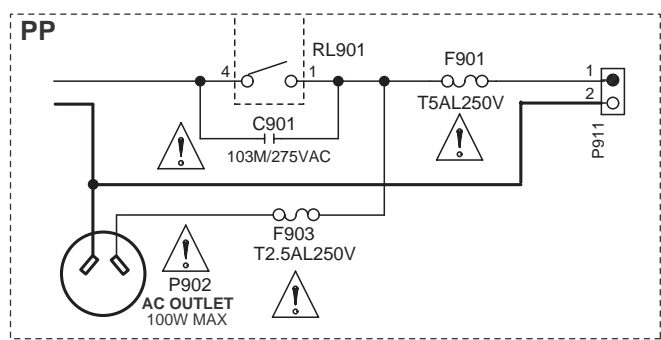 PP
RL901
F901
4
1
1
T5AL250V
2
C901
103M/275VAC
P911
F903
T2.5AL250V
P902
AC OUTLET
100W MAX
!
!
!
!